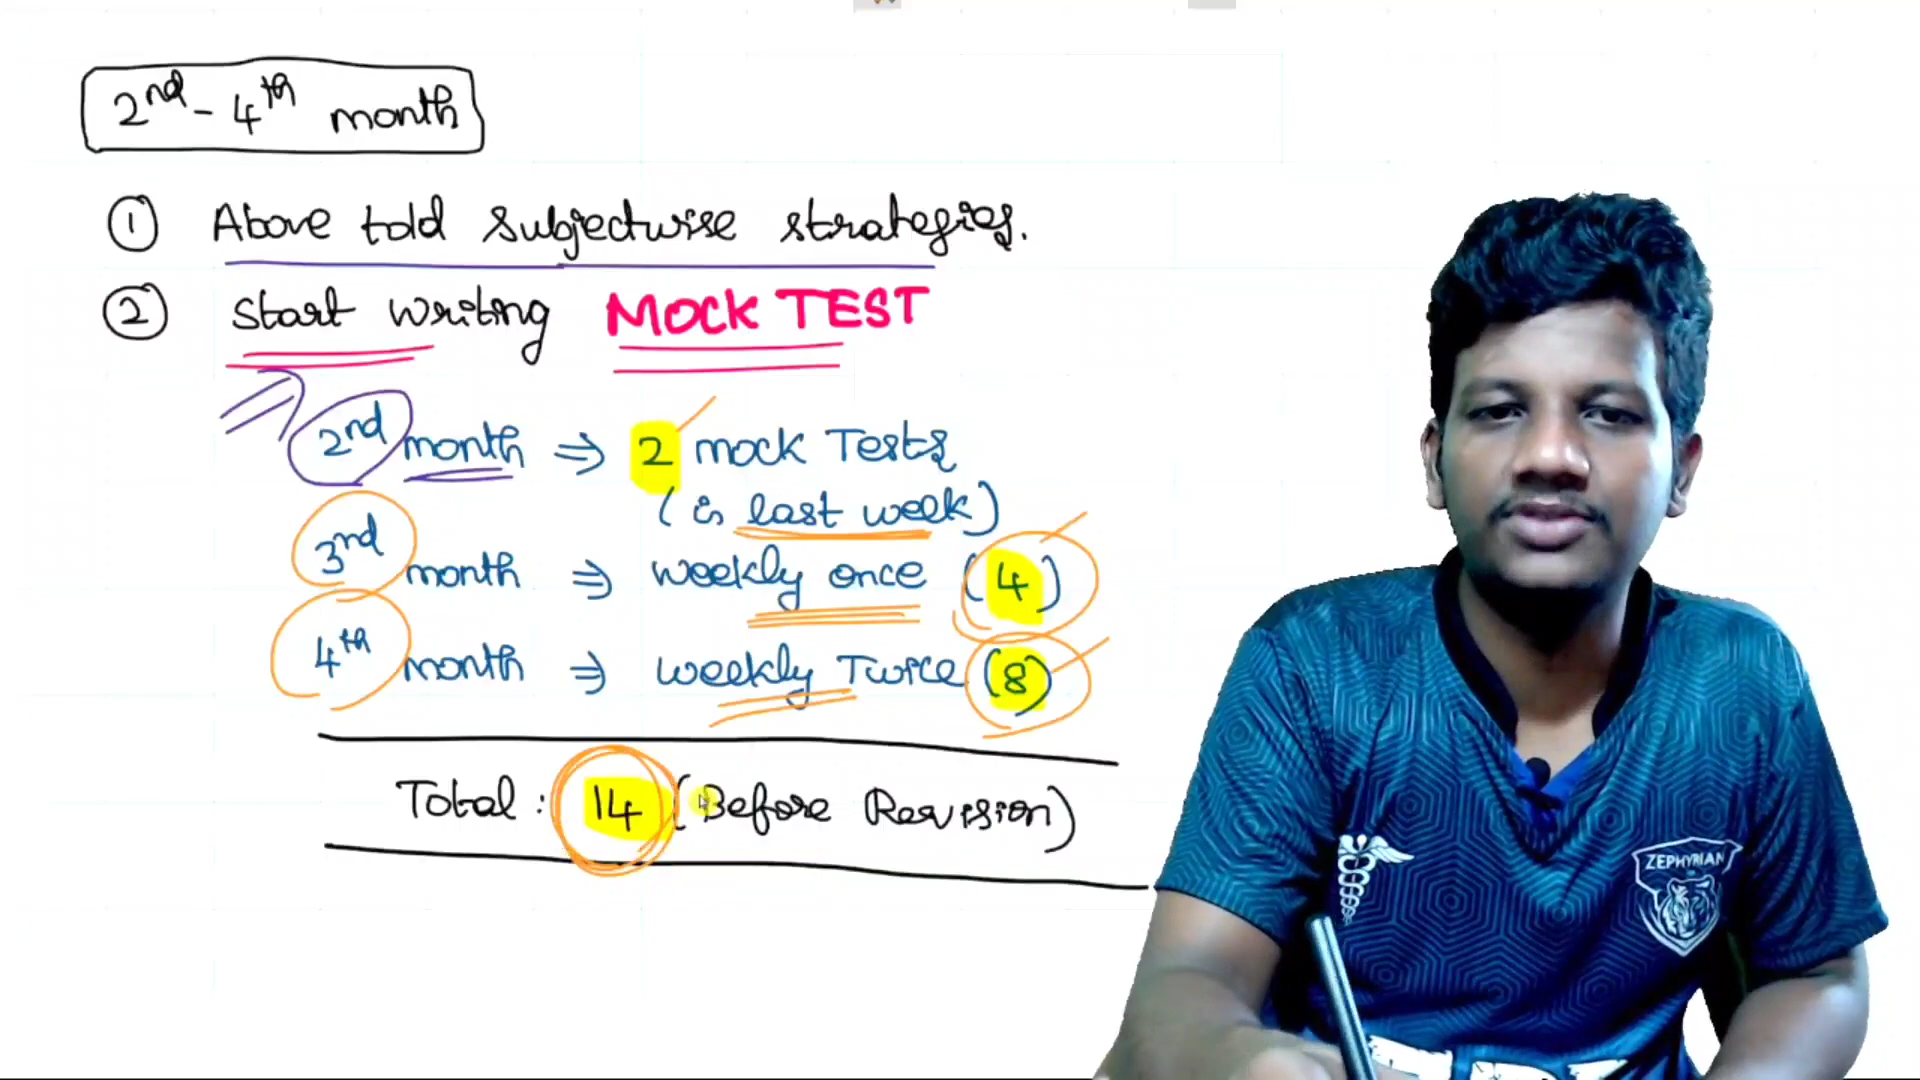 2nd - 4th month
① Above told subjectwise strategies.
② Start writing MOCK TEST
2nd month ⇒ 2 mock Tests
(in last week)
3nd month ⇒ weekly once (4)
4th month ⇒ weekly Twice (8)
Total : 14 (Before Revision)
ZEPHYRIAN